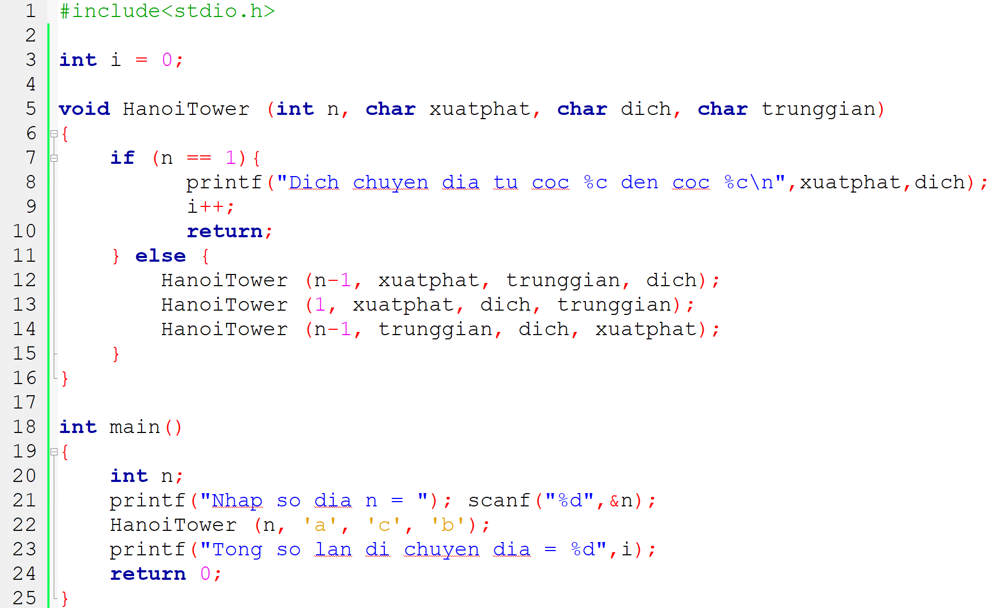 1 #include<stdio.h>
2
3 int i = 0;
4
5 void HanoiTower (int n, char xuatphat, char dich, char trunggian)
6 {
7     if (n == 1){
8           printf("Dich chuyen dia tu coc %c den coc %c\n",xuatphat,dich);
9           i++;
10           return;
11     } else {
12         HanoiTower (n-1, xuatphat, trunggian, dich);
13         HanoiTower (1, xuatphat, dich, trunggian);
14         HanoiTower (n-1, trunggian, dich, xuatphat);
15     }
16 }
17
18 int main()
19 {
20     int n;
21     printf("Nhap so dia n = "); scanf("%d",&n);
22     HanoiTower (n, 'a', 'c', 'b');
23     printf("Tong so lan di chuyen dia = %d",i);
24     return 0;
25 }